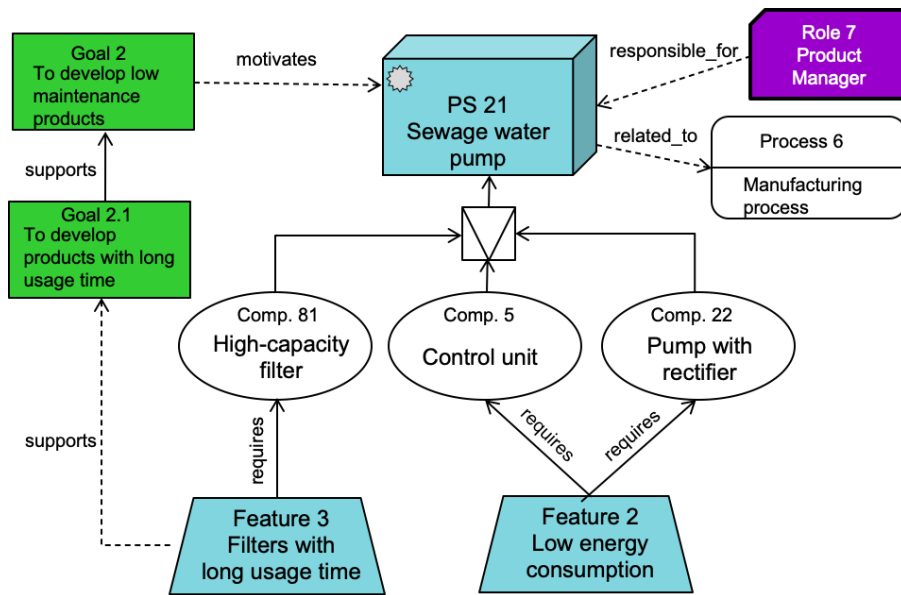 Goal 2
To develop low
maintenance
products
motivates
PS 21
Sewage water
pump
responsible_for
Role 7
Product
Manager
related_to
Process 6
Manufacturing
process
supports
Goal 2.1
To develop
products with long
usage time
Comp. 81
High-capacity
filter
Comp. 5
Control unit
Comp. 22
Pump with
rectifier
supports
requires
requires
requires
Feature 3
Filters with
long usage time
Feature 2
Low energy
consumption